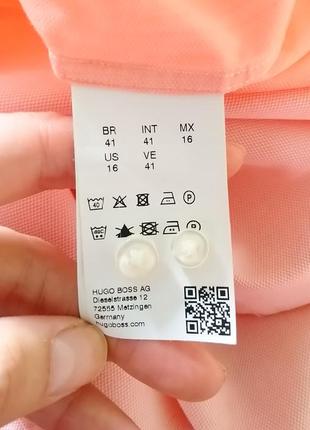 BR INT MX
41 41 16
US VE
16 41
40 P
P
HUGO BOSS AG
Dieselstrasse 12
72555 Metzingen
Germany
hugoboss.com